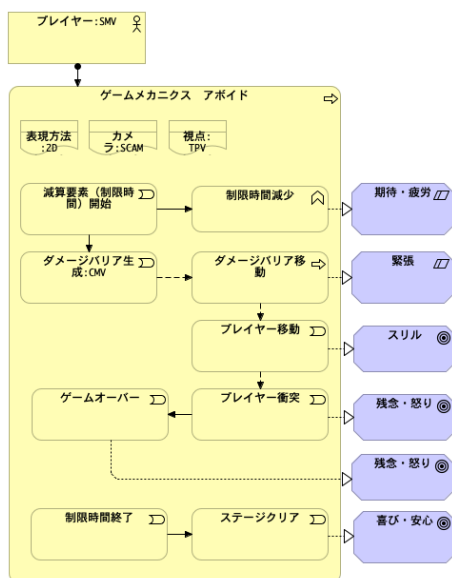 プレイヤー:SMV
ゲームメカニクス　アボイド
表現方法
:2D
カメ
ラ:SCAM
視点:
TPV
減算要素（制限時
間）開始
制限時間減少
期待・疲労
ダメージバリア生
成:CMV
ダメージバリア移
動
緊張
プレイヤー移動
スリル
ゲームオーバー
プレイヤー衝突
残念・怒り
残念・怒り
制限時間終了
ステージクリア
喜び・安心